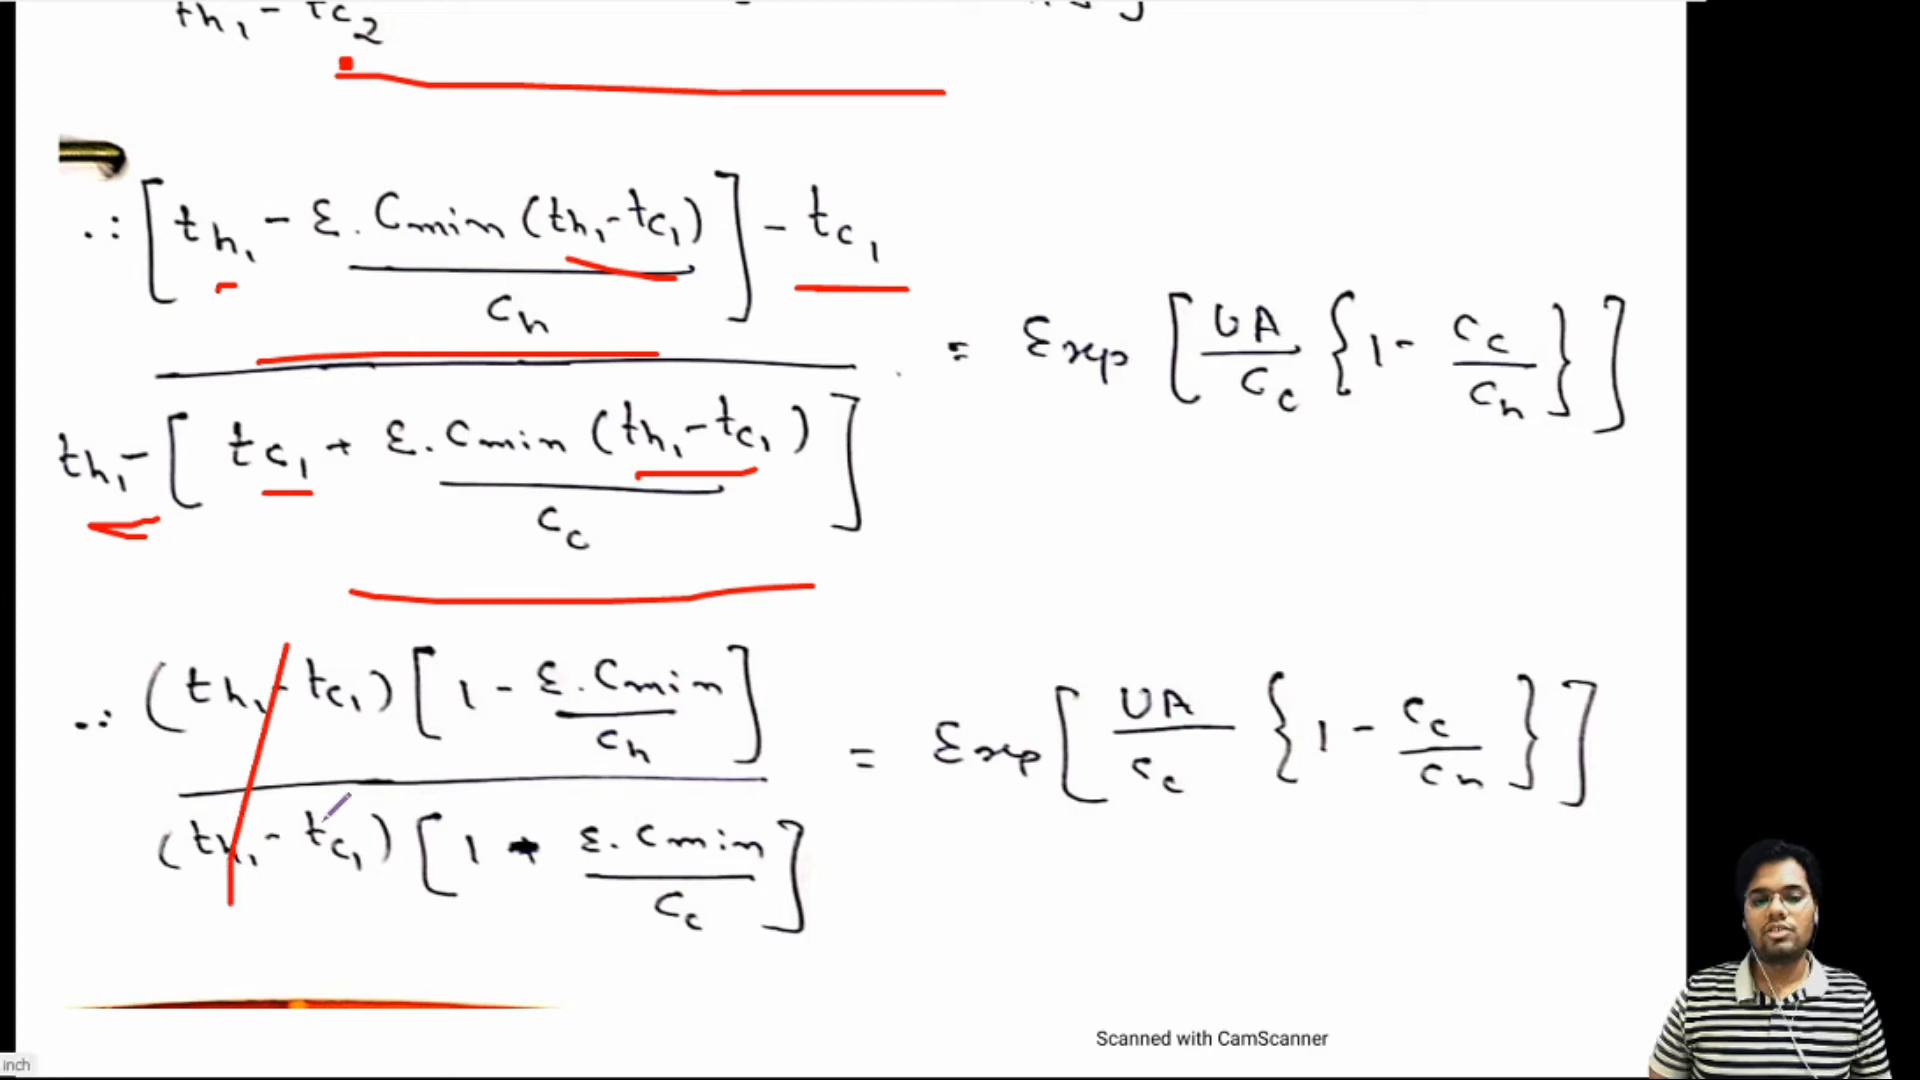 th₁ - tc₂
∴ [th₁ - ε.Cmin (th₁-tc₁) / Ch] - tc₁
= Exp [UA/Cc {1 - Cc/Ch}]
th₁ - [tc₁ + ε.Cmin (th₁-tc₁) / Cc]
∴ (th₁ - tc₁) [1 - ε.Cmin / Ch]
= Exp [UA/Cc {1 - Cc/Ch}]
(th₁ - tc₁) [1 - ε.Cmin / Cc]
Scanned with CamScanner
inch